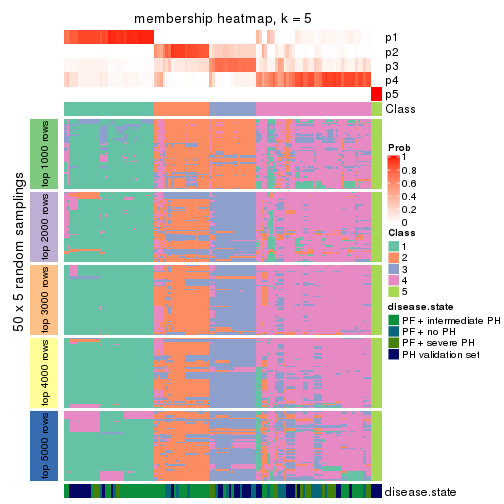 membership heatmap, k = 5
p1
p2
p3
p4
p5
Class
50 x 5 random samplings
top 1000 rows
top 2000 rows
top 3000 rows
top 4000 rows
top 5000 rows
disease.state
Prob
1
0.8
0.6
0.4
0.2
0
Class
1
2
3
4
5
disease.state
PF + intermediate PH
PF + no PH
PF + severe PH
PH validation set